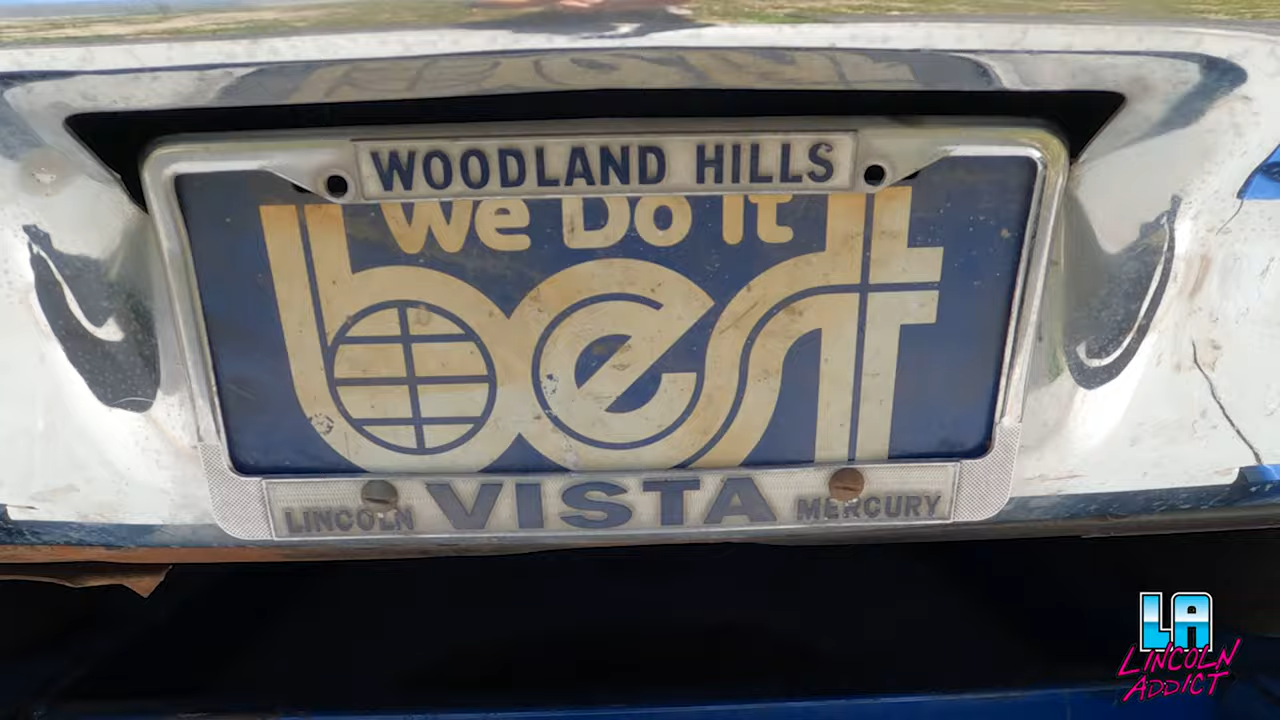 WOODLAND HILLS
We Do It
best
LINCOLN VISTA MERCURY
LA
LINCOLN
ADDICT